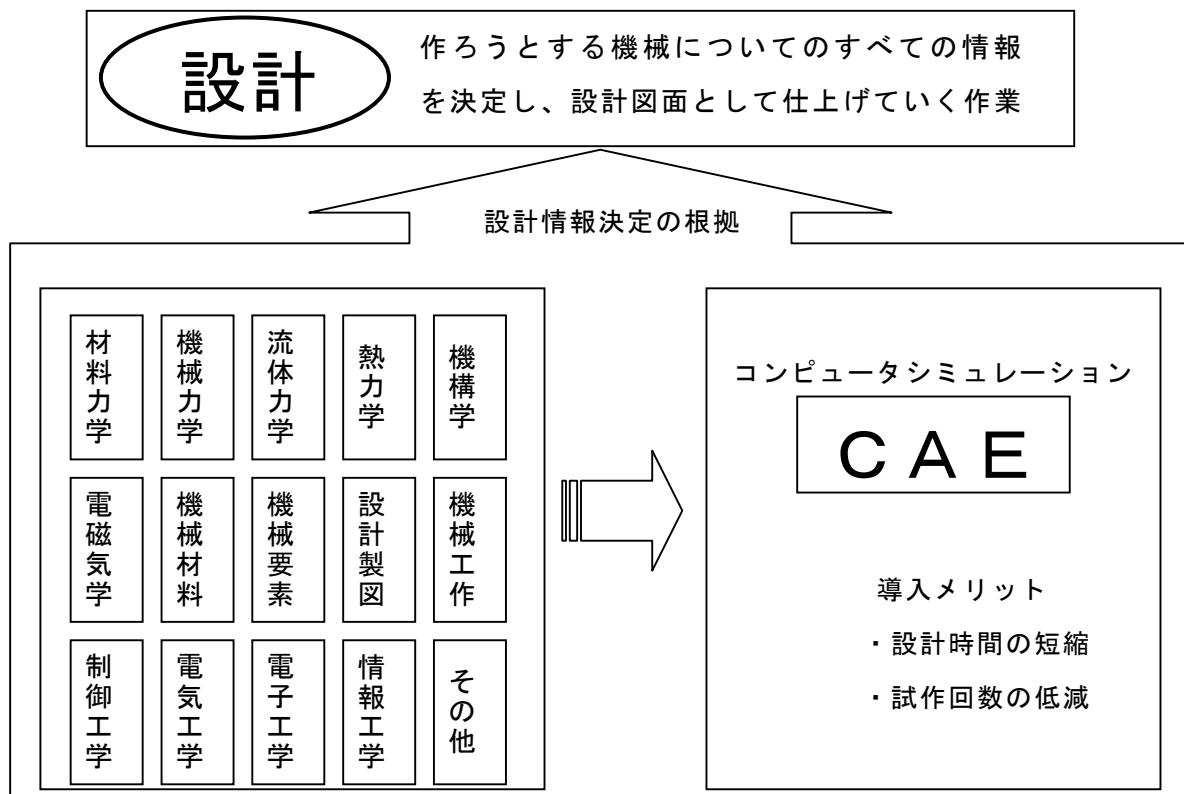 設計
作ろうとする機械についてのすべての情報
を決定し、設計図面として仕上げていく作業
設計情報決定の根拠
材料力学
機械力学
流体力学
熱力学
機構学
電磁気学
機械材料
機械要素
設計製図
機械工作
制御工学
電気工学
電子工学
情報工学
その他
コンピュータシミュレーション
ＣＡＥ
導入メリット
・設計時間の短縮
・試作回数の低減